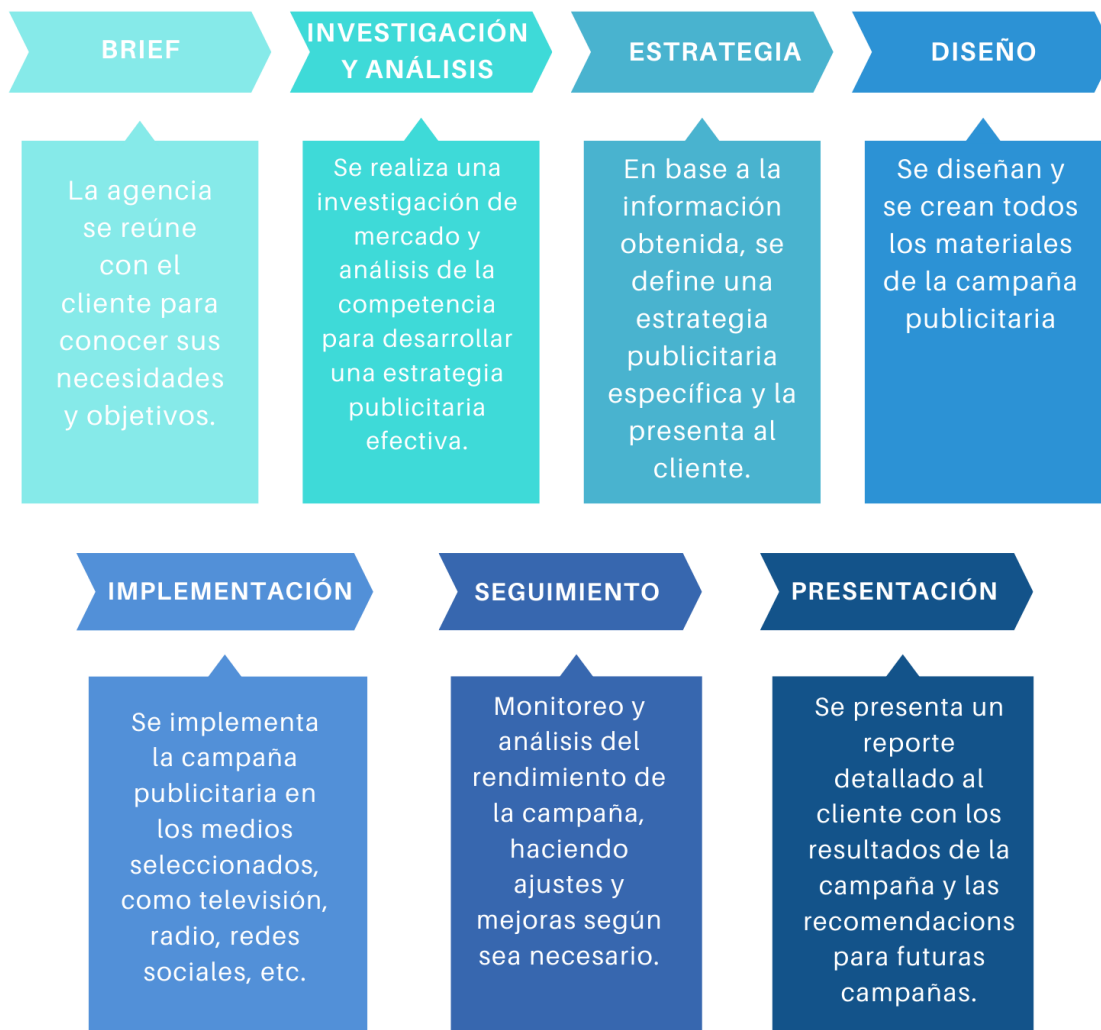 BRIEF
INVESTIGACIÓN
Y ANÁLISIS
ESTRATEGIA
DISEÑO
La agencia
se reúne
con el
cliente para
conocer sus
necesidades
y objetivos.
Se realiza una
investigación de
mercado y
análisis de la
competencia
para desarrollar
una estrategia
publicitaria
efectiva.
En base a la
información
obtenida, se
define una
estrategia
publicitaria
específica y la
presenta al
cliente.
Se diseñan y
se crean todos
los materiales
de la campaña
publicitaria
IMPLEMENTACIÓN
SEGUIMIENTO
PRESENTACIÓN
Se implementa
la campaña
publicitaria en
los medios
seleccionados,
como televisión,
radio, redes
sociales, etc.
Monitoreo y
análisis del
rendimiento de
la campaña,
haciendo
ajustes y
mejoras según
sea necesario.
Se presenta un
reporte
detallado al
cliente con los
resultados de la
campaña y las
recomendacions
para futuras
campañas.